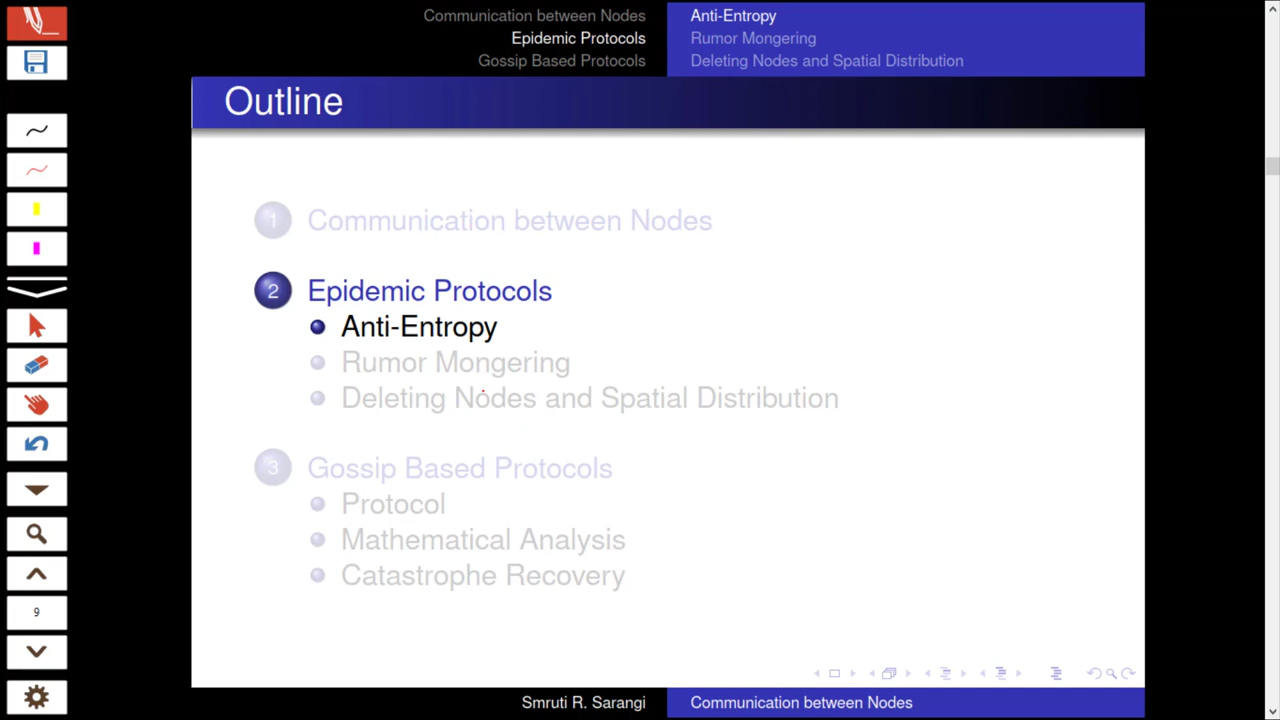 Communication between Nodes
Epidemic Protocols
Gossip Based Protocols
Anti-Entropy
Rumor Mongering
Deleting Nodes and Spatial Distribution
Outline
1 Communication between Nodes
2 Epidemic Protocols
Anti-Entropy
Rumor Mongering
Deleting Nodes and Spatial Distribution
3 Gossip Based Protocols
Protocol
Mathematical Analysis
Catastrophe Recovery
9
Smruti R. Sarangi
Communication between Nodes